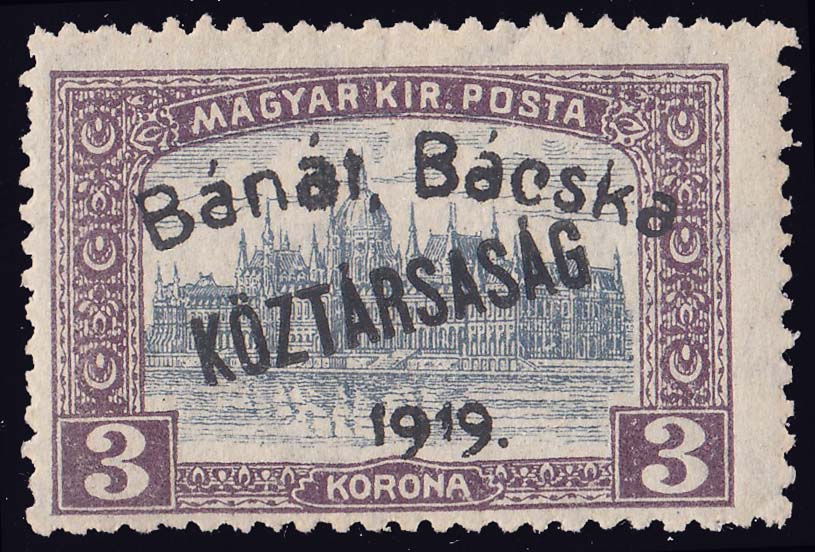 MAGYAR KIR. POSTA
Bánát, Bácska
KÖZTÁRSASÁG
1919.
3 KORONA 3